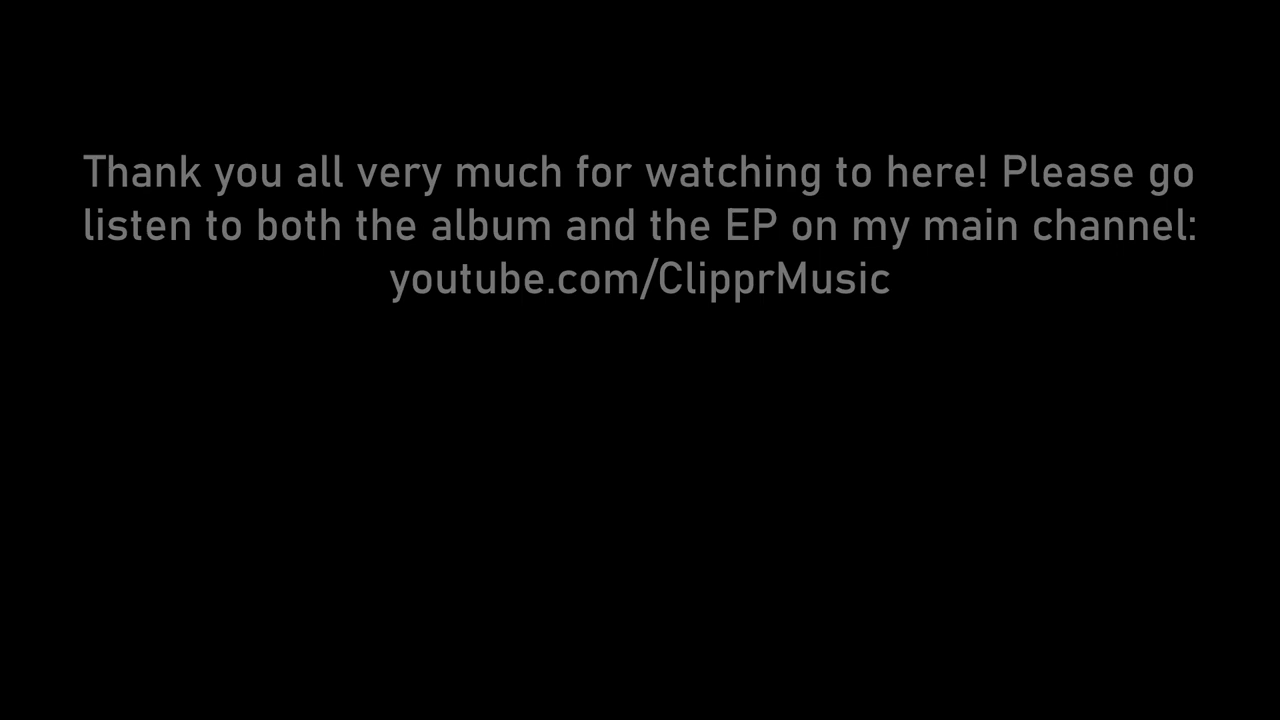 Thank you all very much for watching to here! Please go
listen to both the album and the EP on my main channel:
youtube.com/ClipprMusic